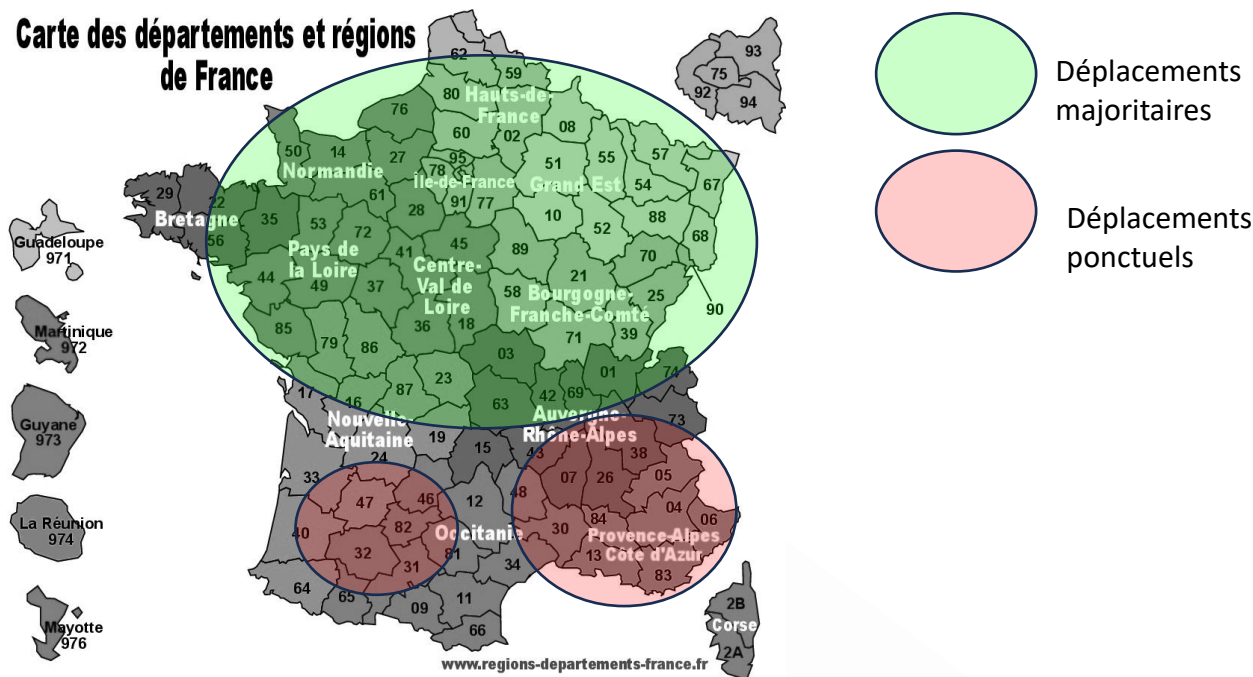 Carte des départements et régions
de France
62
59
80
Hauts-de-
France
76
60
02
08
93
75
92
94
Déplacements
majoritaires
50
14
27
95
78
51
55
57
Normandie
Île-de-France
Grand Est
54
67
29
22
61
91
77
Bretagne
35
53
28
10
88
56
72
52
68
Guadeloupe
971
Pays de
la Loire
41
45
89
70
44
49
Centre-
Val de
Loire
21
37
58
Bourgogne-
Franche-Comté
25
90
Déplacements
ponctuels
85
79
86
36
18
71
39
Martinique
972
03
01
74
23
87
17
16
63
42
69
Nouvelle-
Aquitaine
Auvergne-
Rhône-Alpes
73
Guyane
973
19
15
43
38
24
33
07
26
05
47
46
12
48
04
06
La Réunion
974
40
82
30
84
Occitanie
Provence-Alpes
Côte d'Azur
32
31
81
34
13
83
64
65
09
11
66
2B
Corse
2A
Mayotte
976
www.regions-departements-france.fr